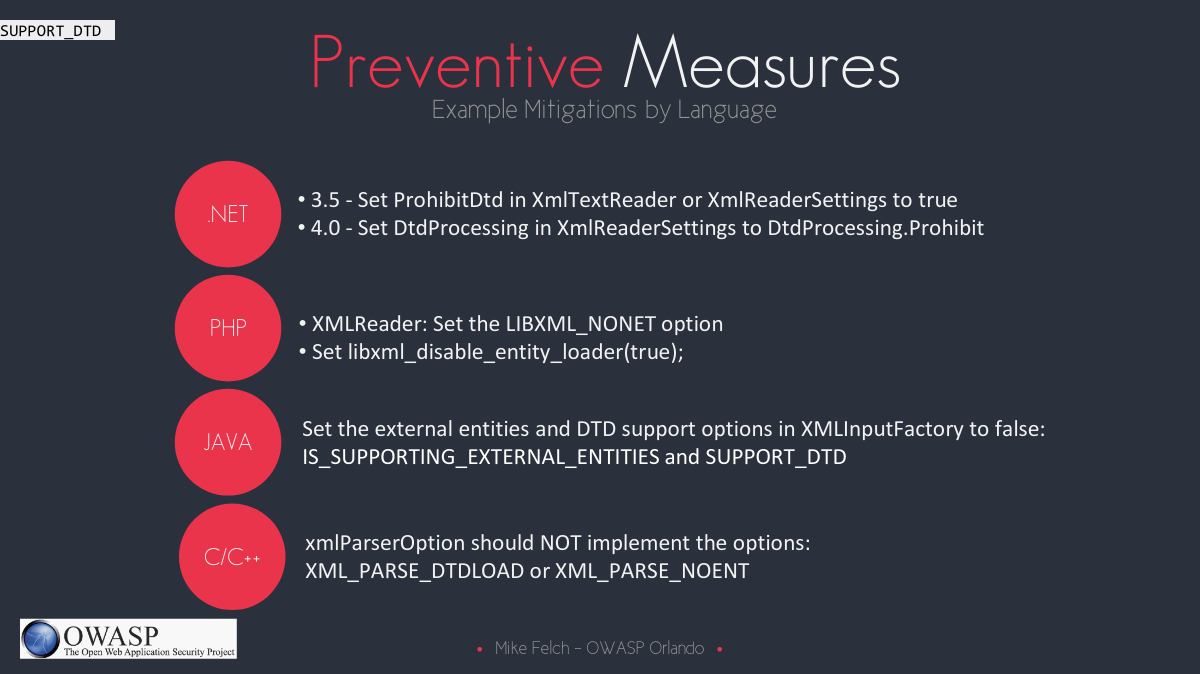 SUPPORT_DTD
Preventive Measures
Example Mitigations by Language
.NET
• 3.5 - Set ProhibitDtd in XmlTextReader or XmlReaderSettings to true
• 4.0 - Set DtdProcessing in XmlReaderSettings to DtdProcessing.Prohibit
PHP
• XMLReader: Set the LIBXML_NONET option
• Set libxml_disable_entity_loader(true);
JAVA
Set the external entities and DTD support options in XMLInputFactory to false:
IS_SUPPORTING_EXTERNAL_ENTITIES and SUPPORT_DTD
C/C++
xmlParserOption should NOT implement the options:
XML_PARSE_DTDLOAD or XML_PARSE_NOENT
OWASP
The Open Web Application Security Project
• Mike Felch – OWASP Orlando •